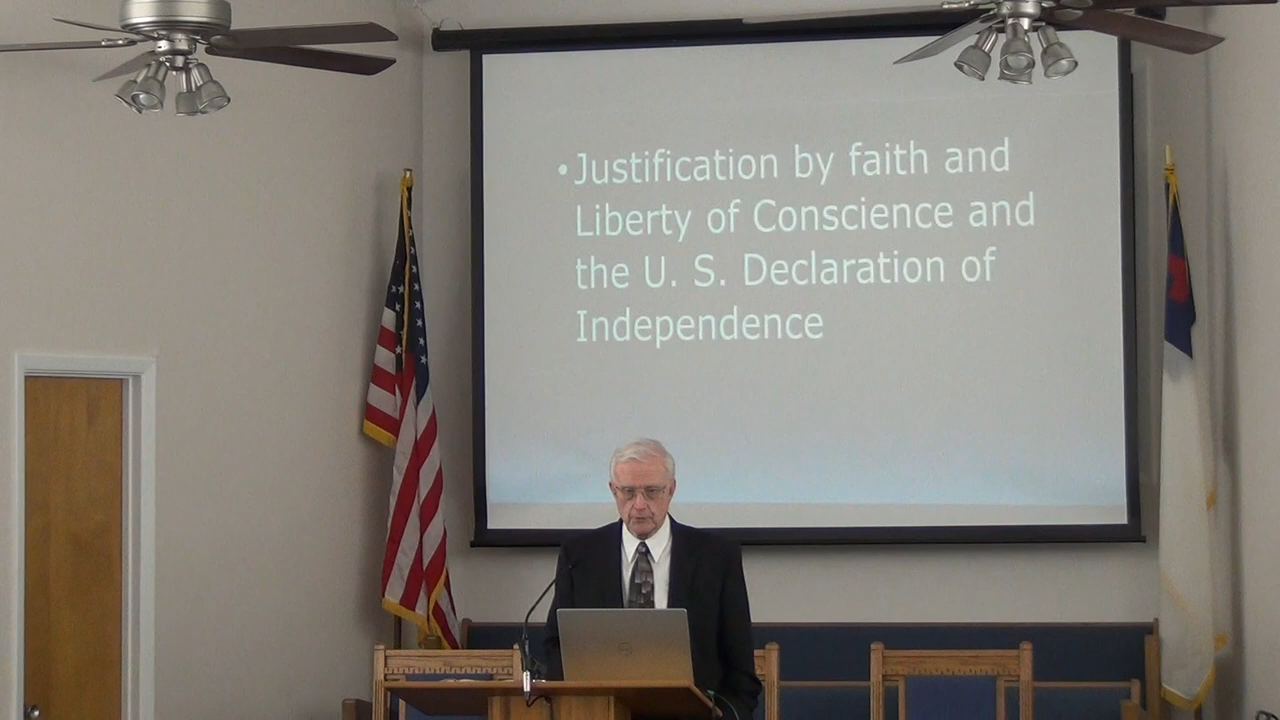 •Justification by faith and
Liberty of Conscience and
the U. S. Declaration of
Independence